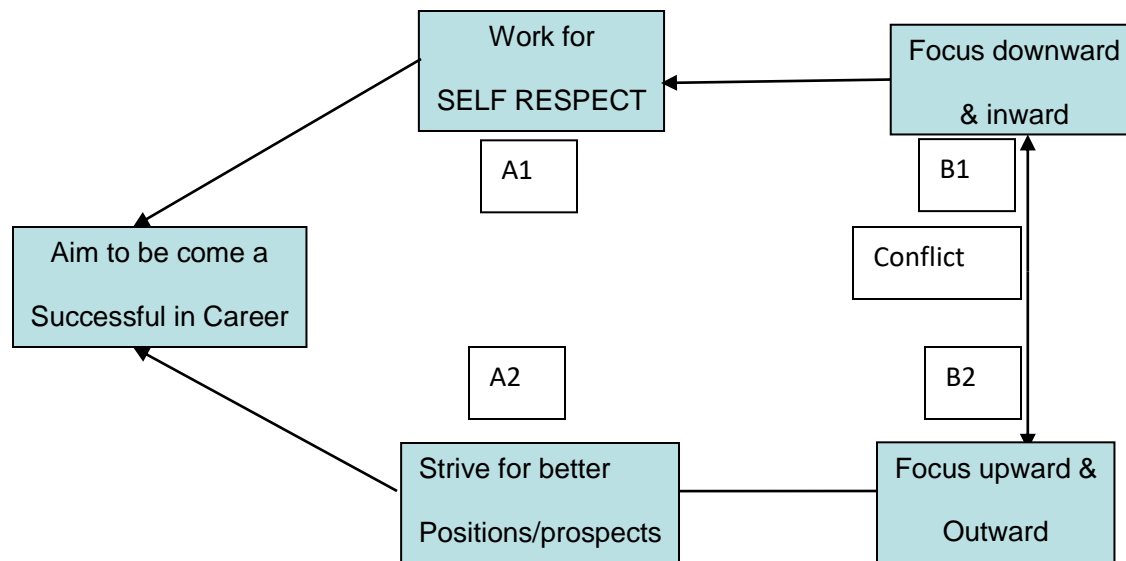 Work for
SELF RESPECT
Focus downward
& inward
A1
B1
Aim to be come a
Successful in Career
Conflict
A2
B2
Strive for better
Positions/prospects
Focus upward &
Outward